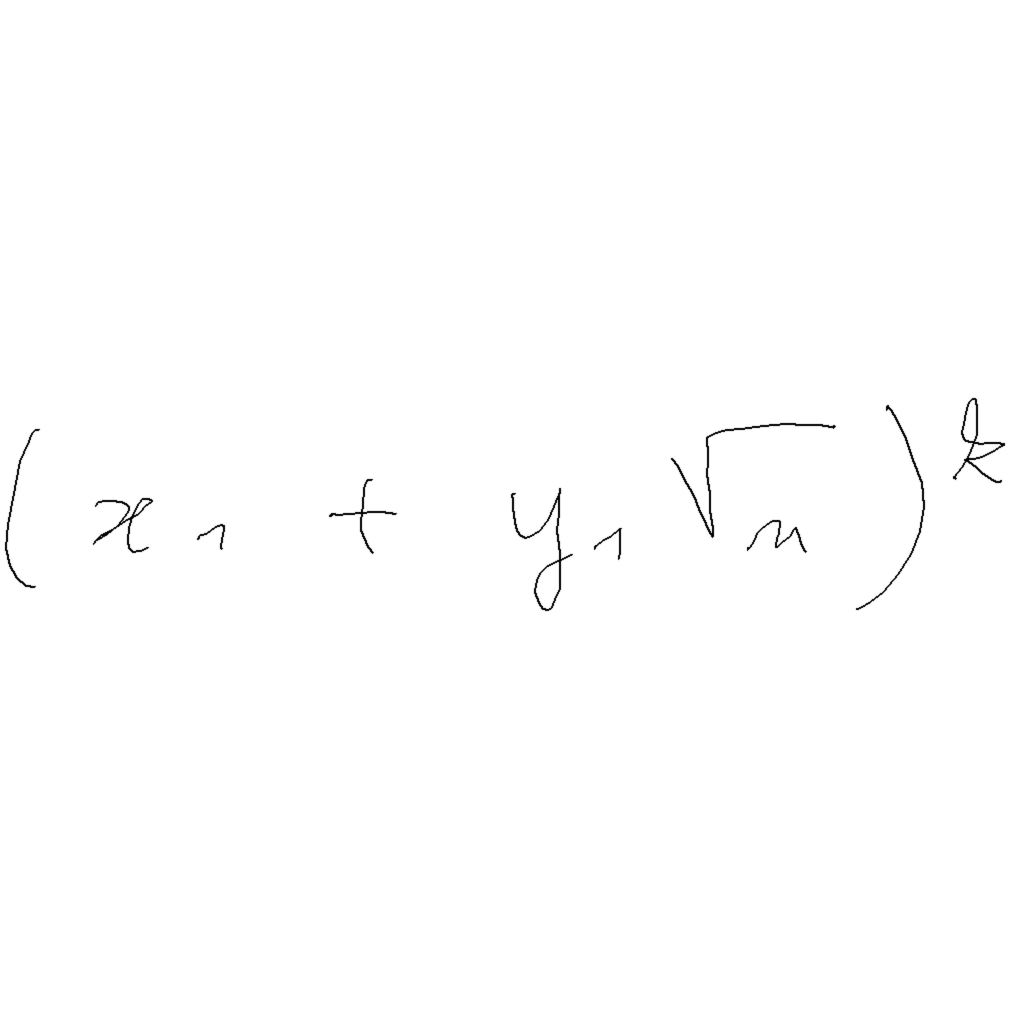 (x₁ + y₁√n)ᵏ